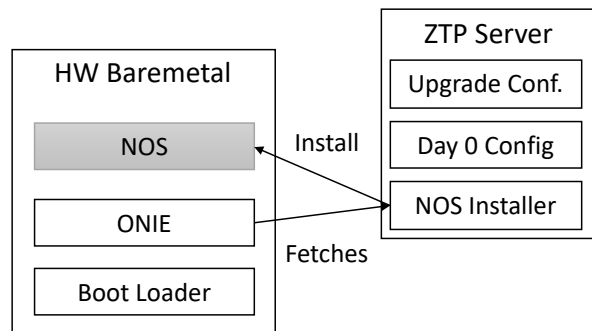 HW Baremetal
NOS
ONIE
Boot Loader
Install
Fetches
ZTP Server
Upgrade Conf.
Day 0 Config
NOS Installer